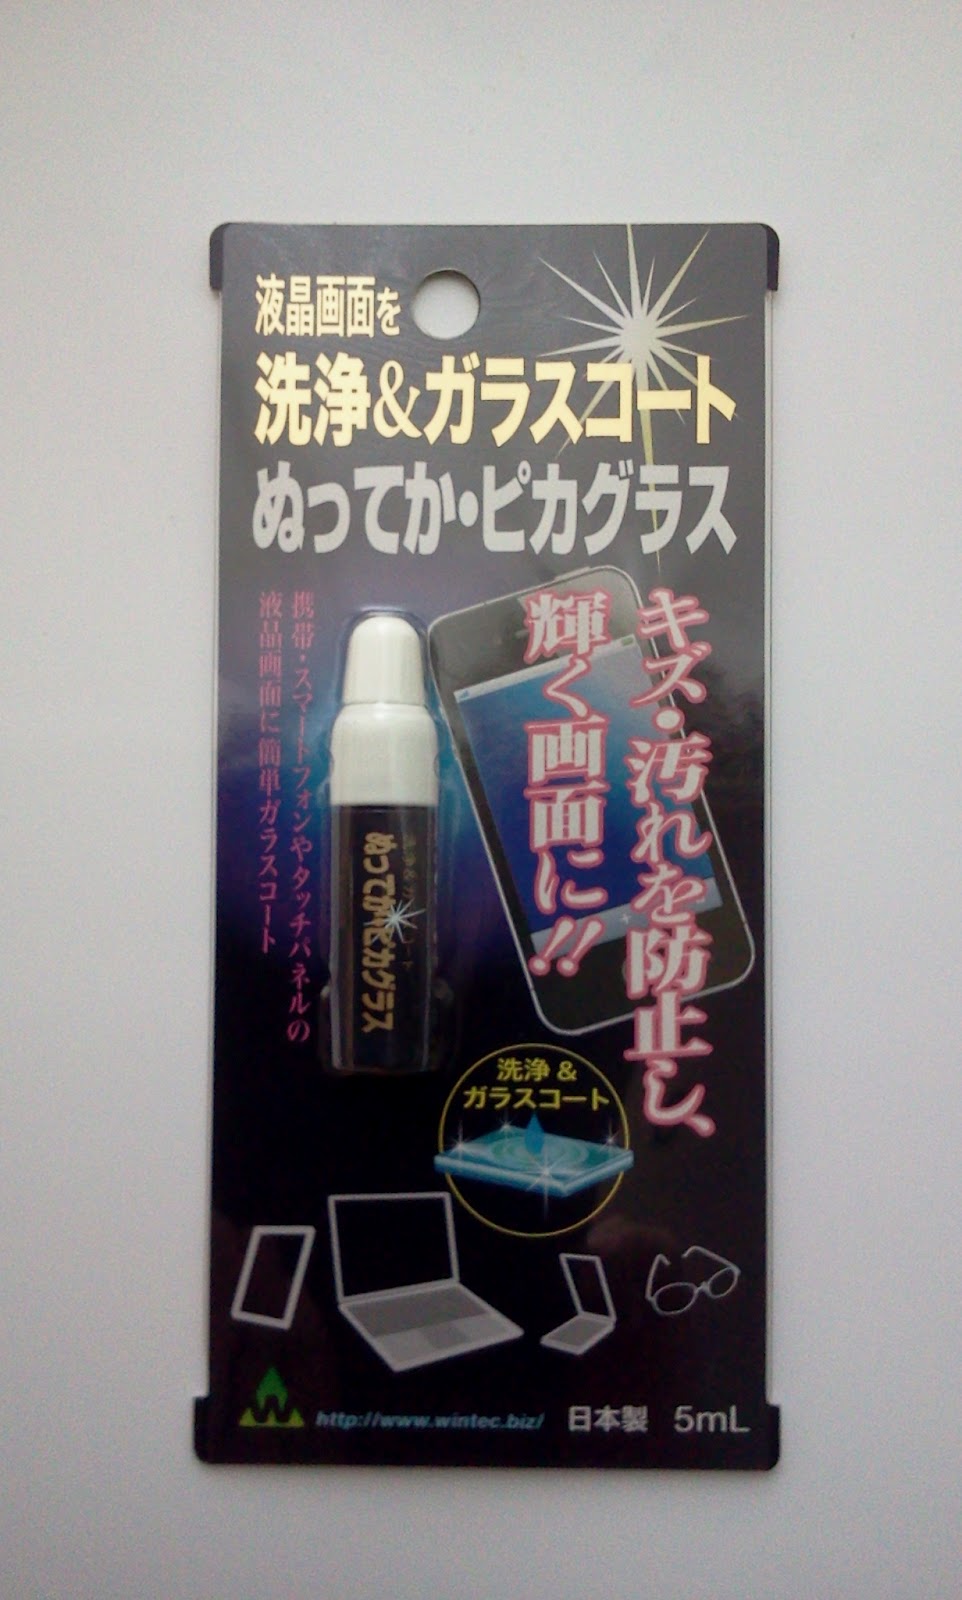 液晶画面を
洗浄&ガラスコート
ぬってか・ピカグラス
キズ・汚れを防止し、
輝く画面に!!
携帯・スマートフォンやタッチパネルの
液晶画面に簡単ガラスコート
ぬってかピカグラス
洗浄&
ガラスコート
http://www.wintec.biz/ 日本製 5mL